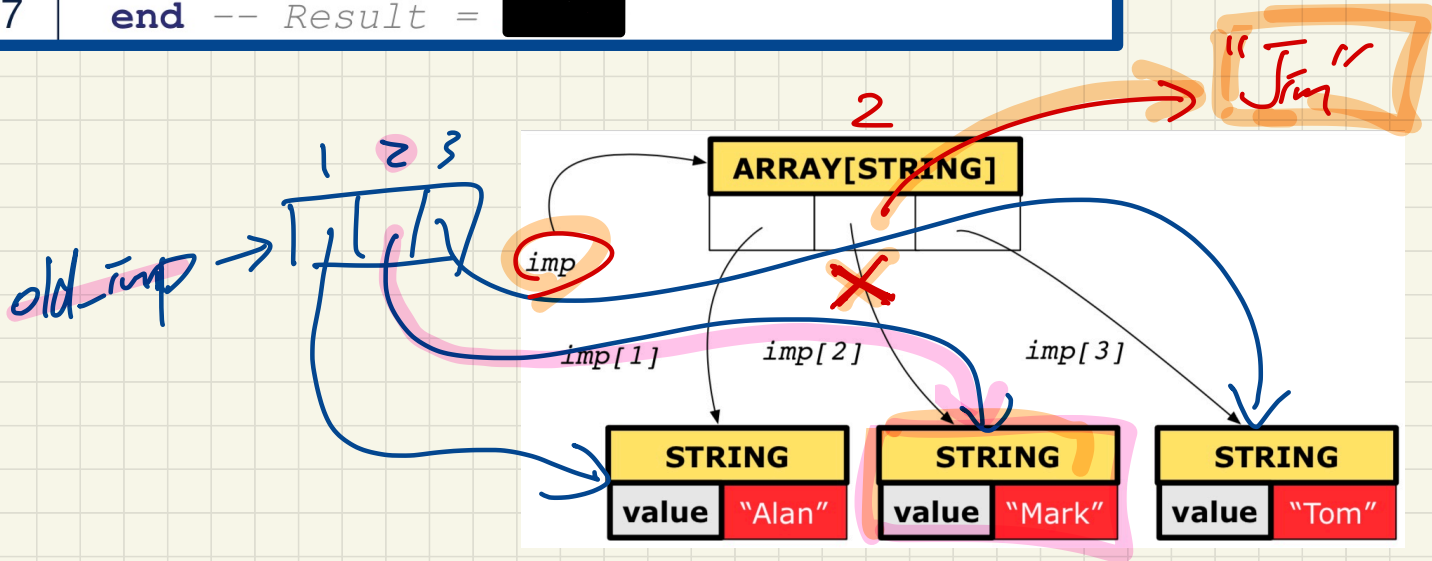 7 end -- Result =
"Jim"
2
1 2 3
ARRAY[STRING]
old_imp
imp
imp[1] imp[2] imp[3]
STRING STRING STRING
value "Alan" value "Mark" value "Tom"